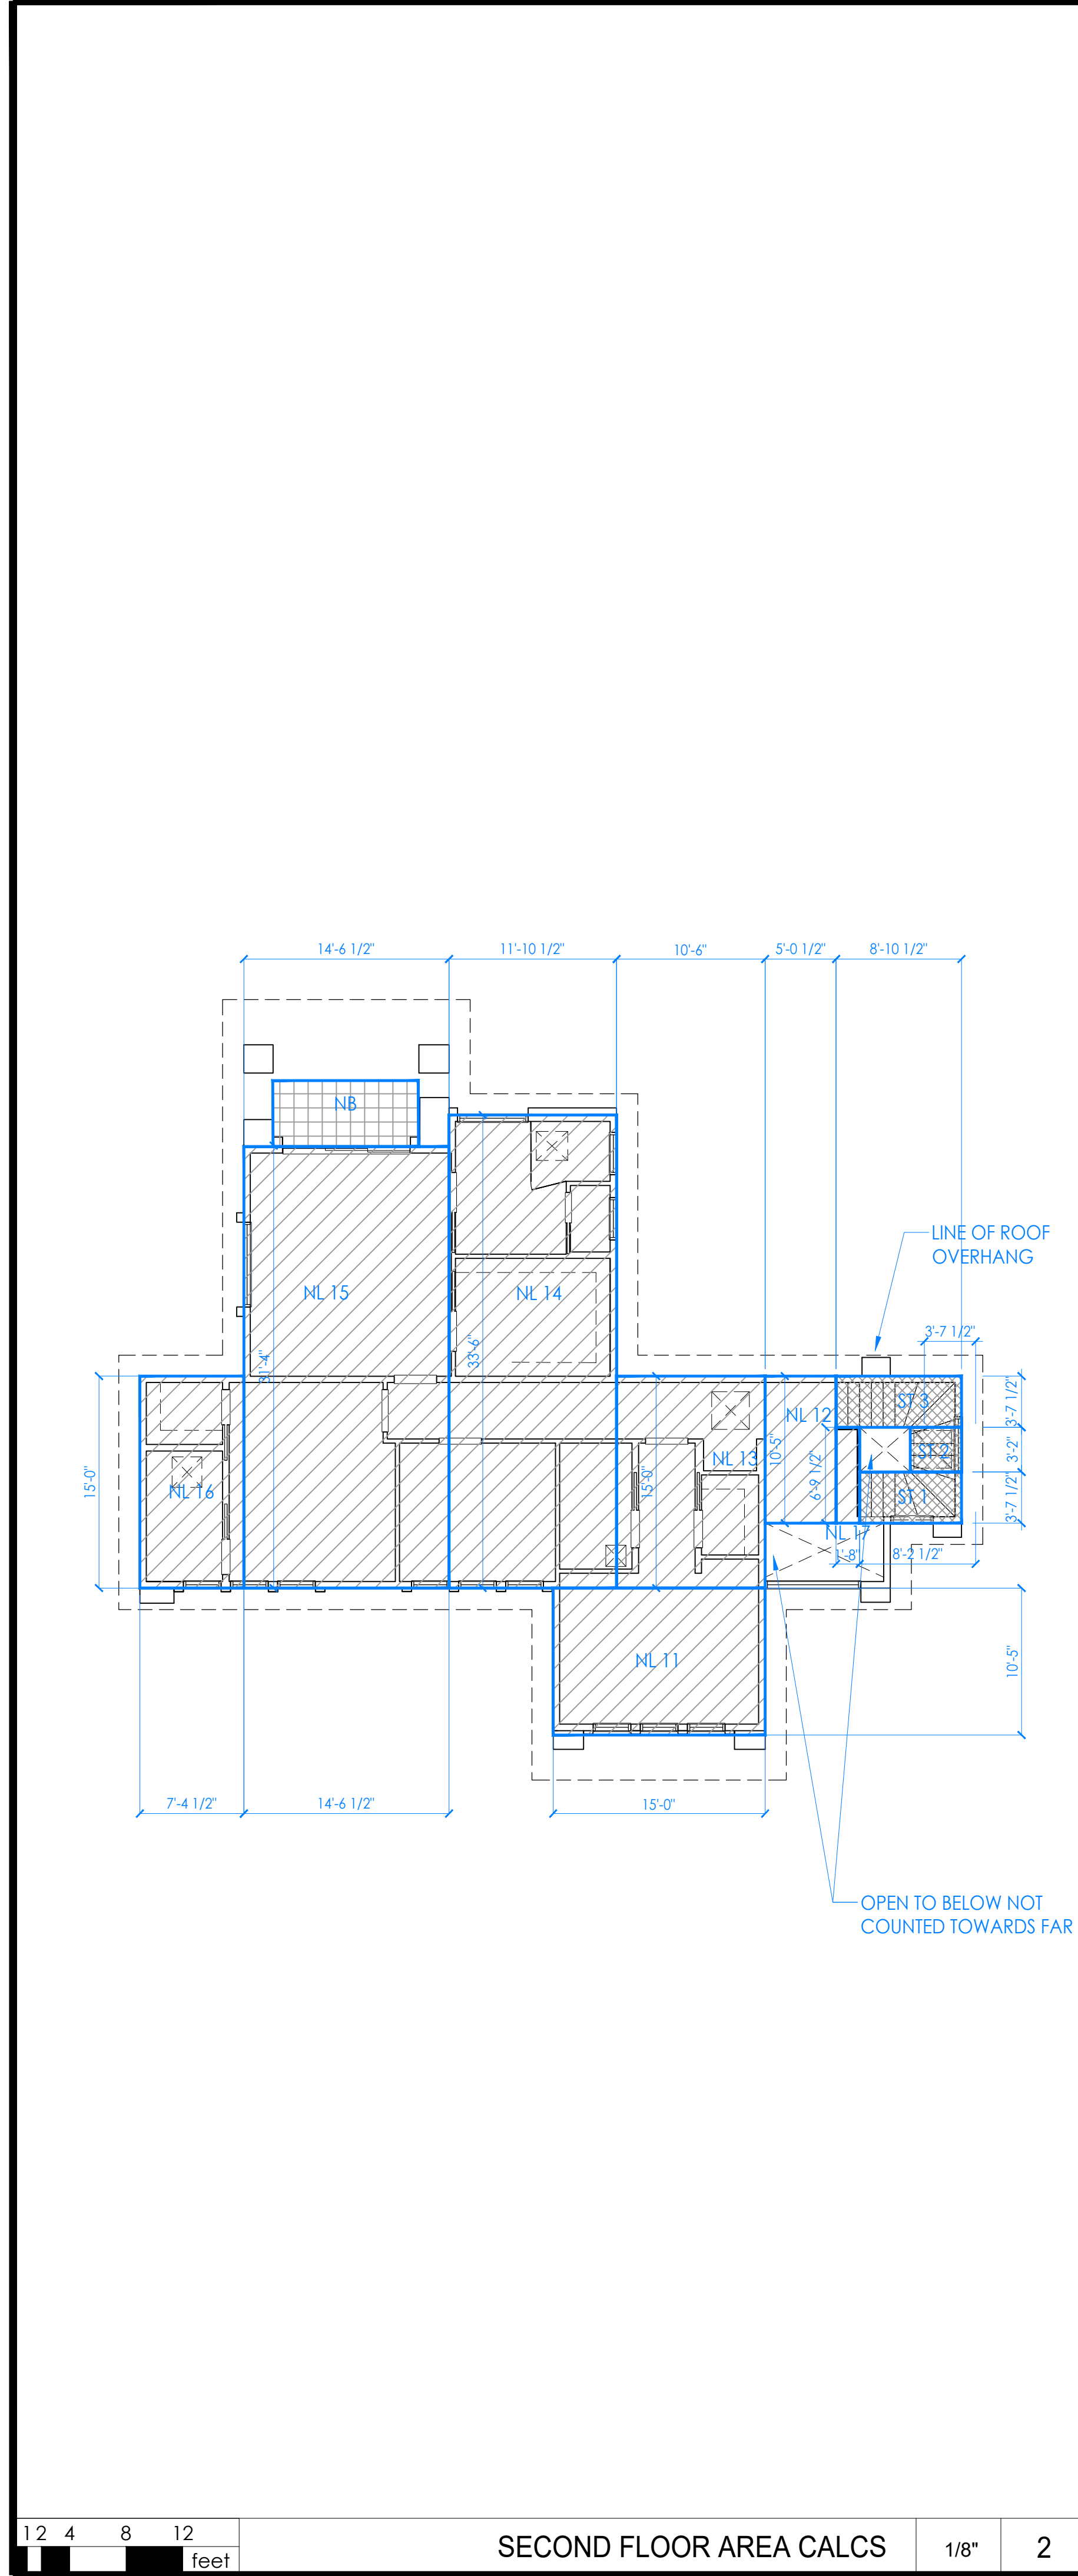 14'-6 1/2"
11'-10 1/2"
10'-6"
5'-0 1/2"
8'-10 1/2"
NB
LINE OF ROOF
OVERHANG
NL 15
NL 14
3'-7 1/2"
31'-4"
33'-6"
3'-7 1/2"
ST 3
NL 12
10'-5"
3'-2"
ST 2
NL 13
6'-9 1/2"
15'-0"
15'-0"
NL 16
ST 1
3'-7 1/2"
NL 17
1'-8"
8'-2 1/2"
NL 11
10'-5"
7'-4 1/2"
14'-6 1/2"
15'-0"
OPEN TO BELOW NOT
COUNTED TOWARDS FAR
1 2 4 8 12
feet
SECOND FLOOR AREA CALCS
1/8"
2